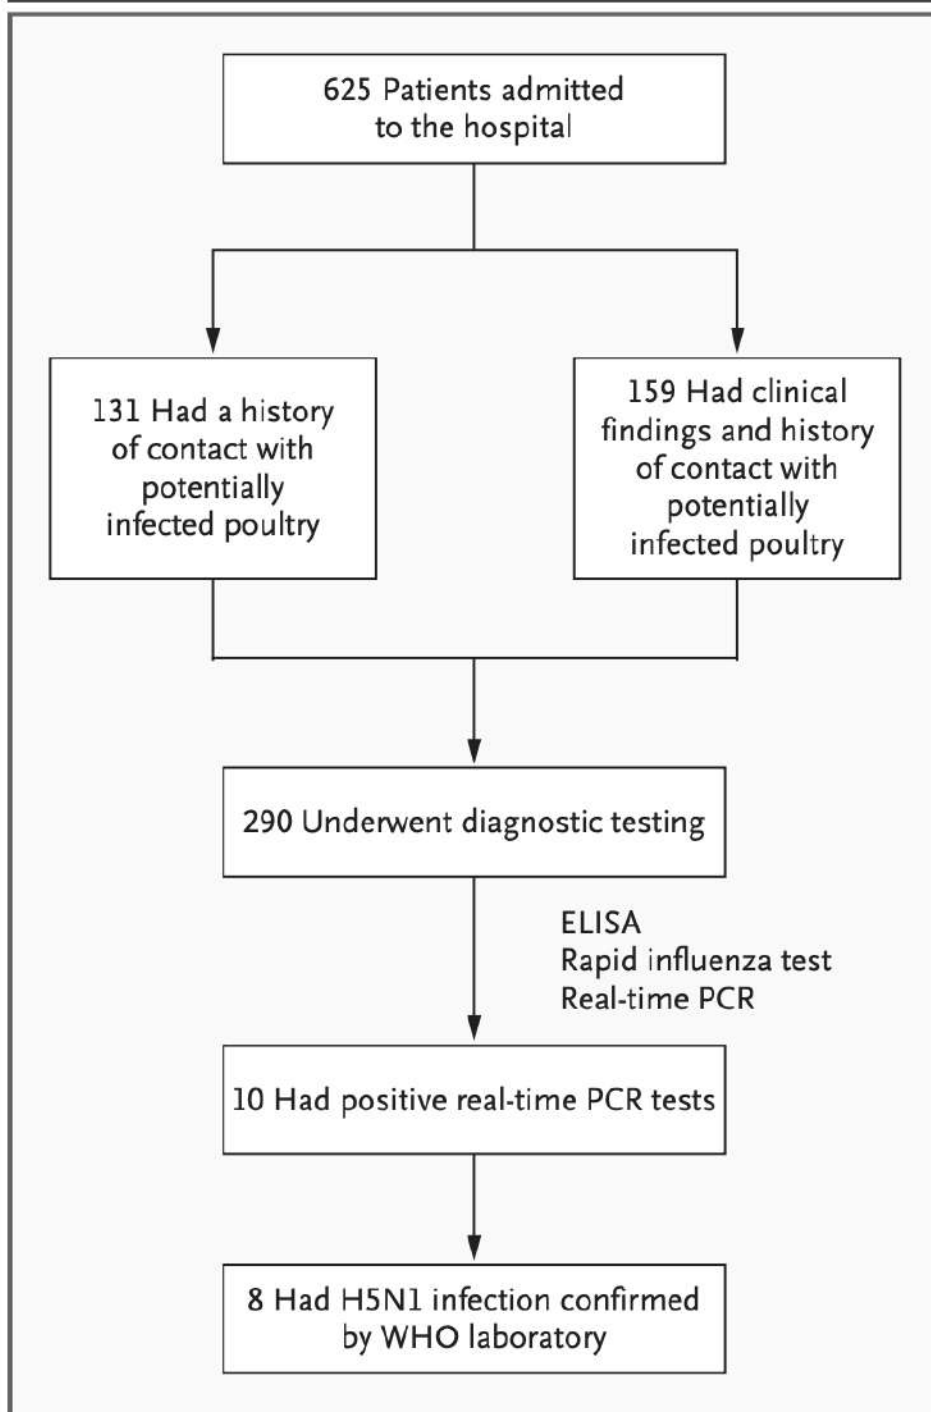 625 Patients admitted
to the hospital
131 Had a history
of contact with
potentially
infected poultry
159 Had clinical
findings and history
of contact with
potentially
infected poultry
290 Underwent diagnostic testing
ELISA
Rapid influenza test
Real-time PCR
10 Had positive real-time PCR tests
8 Had H5N1 infection confirmed
by WHO laboratory